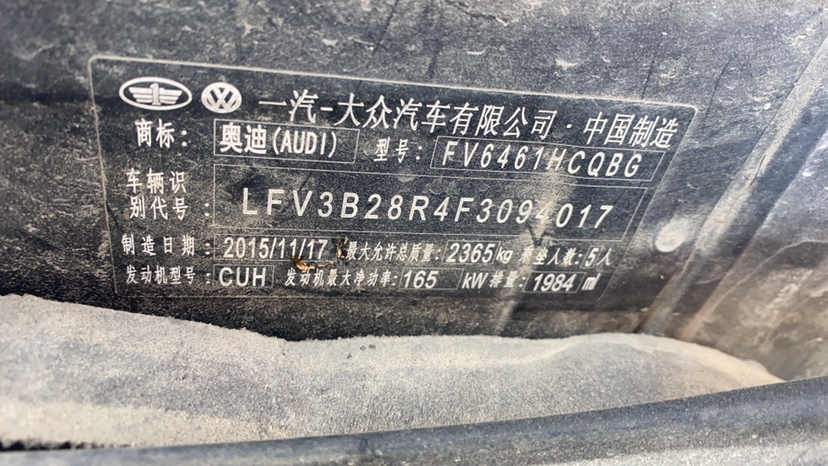 一汽-大众汽车有限公司·中国制造
商标: 奥迪(AUDI) 型号: FV6461HCQBG
车辆识别代号: LFV3B28R4F3094017
制造日期: 2015/11/17 最大允许总质量: 2365kg 乘坐人数: 5人
发动机型号: CUH 发动机最大净功率: 165 kW 排量: 1984 ml